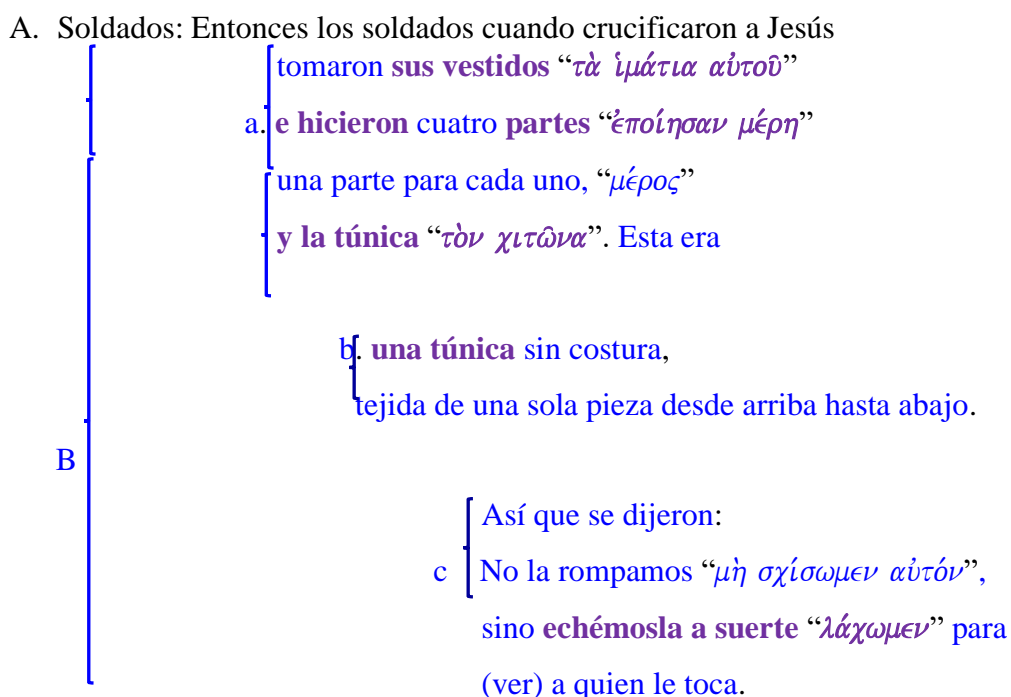 A. Soldados: Entonces los soldados cuando crucificaron a Jesús
tomaron sus vestidos “τὰ ἱμάτια αὐτοῦ”
a. e hicieron cuatro partes “ἐποίησαν μέρη”
una parte para cada uno, “μέρος”
y la túnica “τὸν χιτῶνα”. Esta era
b. una túnica sin costura,
tejida de una sola pieza desde arriba hasta abajo.
B
Así que se dijeron:
c No la rompamos “μὴ σχίσωμεν αὐτόν”,
sino echémosla a suerte “λάχωμεν” para
(ver) a quien le toca.